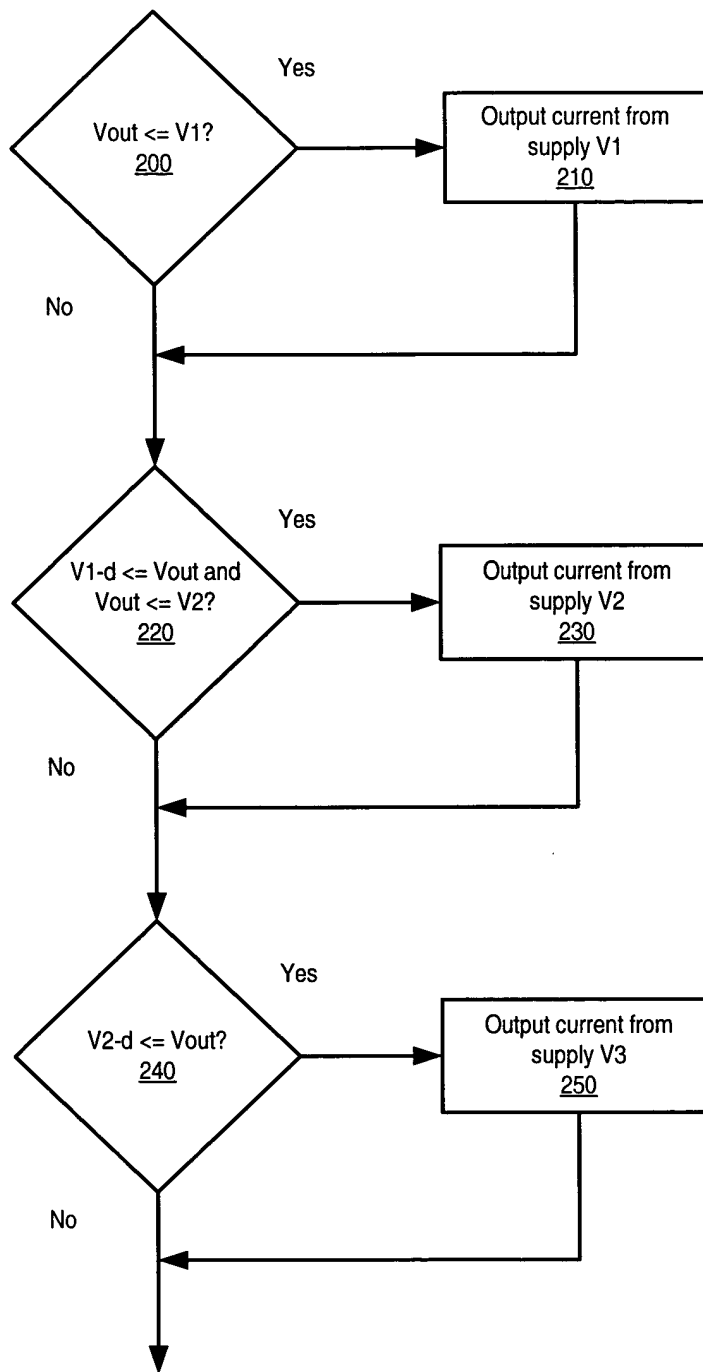 Yes
Vout <= V1?
200
Output current from
supply V1
210
No
Yes
V1-d <= Vout and
Vout <= V2?
220
Output current from
supply V2
230
No
Yes
V2-d <= Vout?
240
Output current from
supply V3
250
No